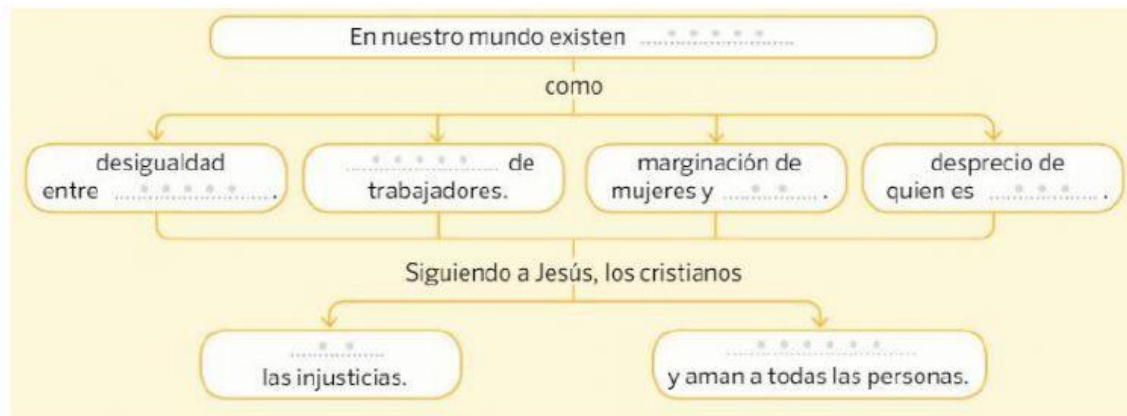 En nuestro mundo existen ...............
como
desigualdad
entre ............... .
............... de
trabajadores.
marginación de
mujeres y .......... .
desprecio de
quien es .......... .
Siguiendo a Jesús, los cristianos
..........
las injusticias.
...............
y aman a todas las personas.